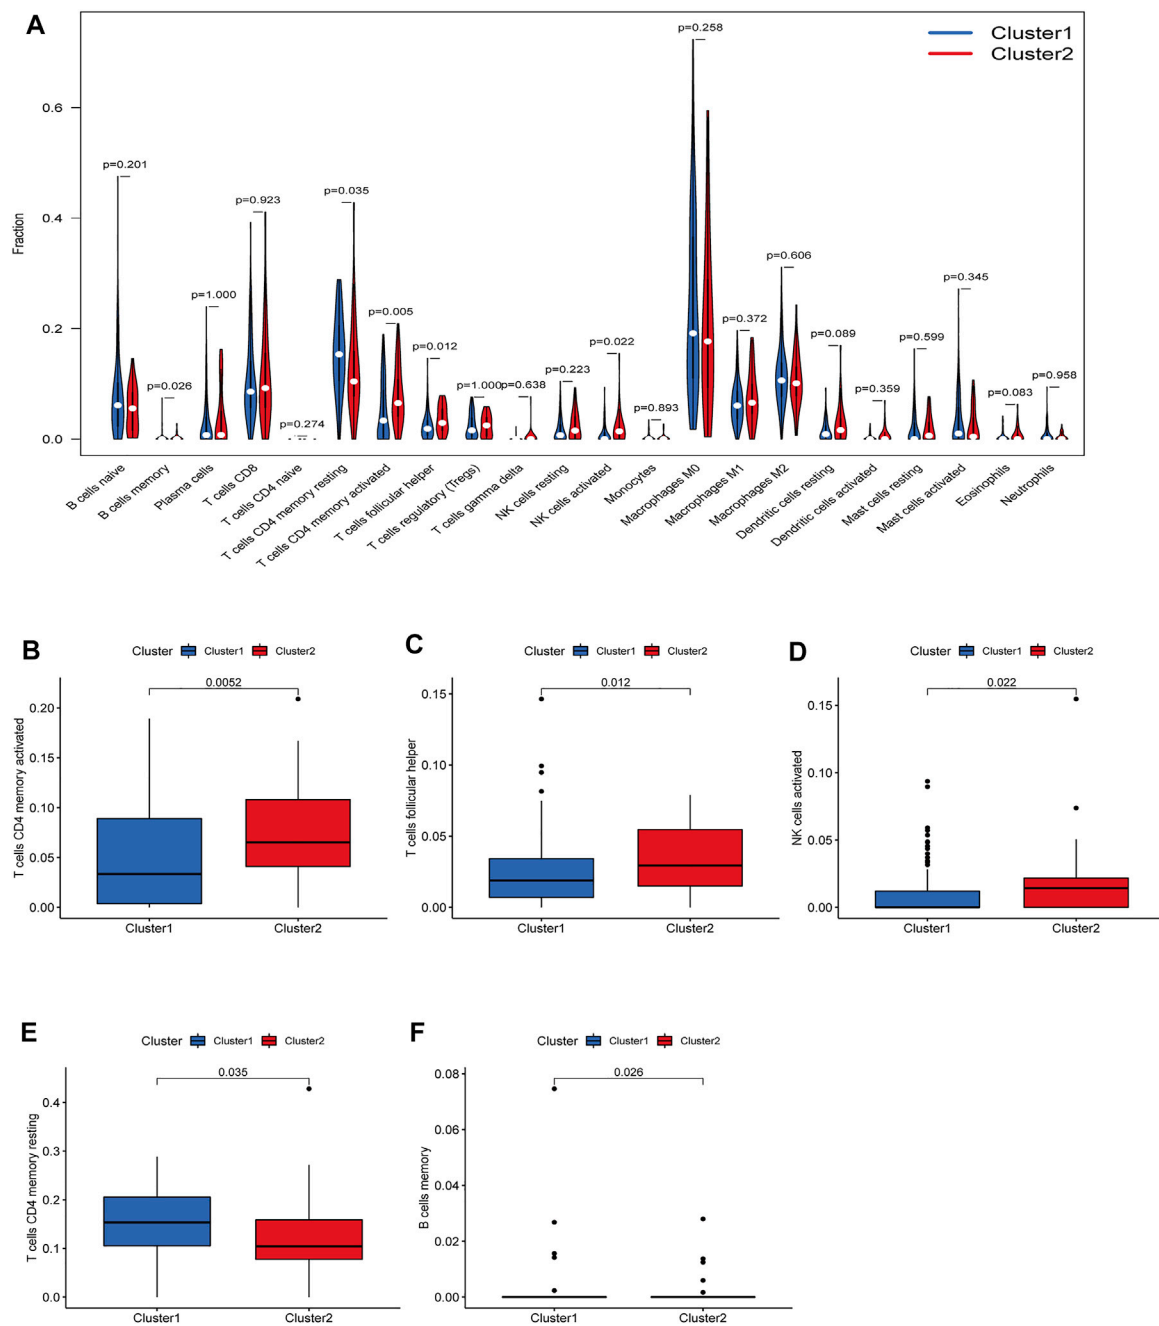 A
Cluster1
Cluster2
p=0.258
p=0.201
p=0.923
p=0.035
p=1.000
p=0.005
p=0.026
p=0.274
p=0.012
p=1.000
p=0.638
p=0.223
p=0.022
p=0.893
p=0.372
p=0.606
p=0.089
p=0.359
p=0.599
p=0.345
p=0.083
p=0.958
Fraction
0.6
0.4
0.2
0.0
B cells naive
B cells memory
Plasma cells
T cells CD8
T cells CD4 naive
T cells CD4 memory resting
T cells CD4 memory activated
T cells follicular helper
T cells regulatory (Tregs)
T cells gamma delta
NK cells resting
NK cells activated
Monocytes
Macrophages M0
Macrophages M1
Macrophages M2
Dendritic cells resting
Dendritic cells activated
Mast cells resting
Mast cells activated
Eosinophils
Neutrophils
B
Cluster Cluster1 Cluster2
0.0052
T cells CD4 memory activated
0.20
0.15
0.10
0.05
0.00
Cluster1 Cluster2
C
Cluster Cluster1 Cluster2
0.012
T cells follicular helper
0.15
0.10
0.05
0.00
Cluster1 Cluster2
D
Cluster Cluster1 Cluster2
0.022
NK cells activated
0.15
0.10
0.05
0.00
Cluster1 Cluster2
E
Cluster Cluster1 Cluster2
0.035
T cells CD4 memory resting
0.4
0.3
0.2
0.1
0.0
Cluster1 Cluster2
F
Cluster Cluster1 Cluster2
0.026
B cells memory
0.08
0.06
0.04
0.02
0.00
Cluster1 Cluster2